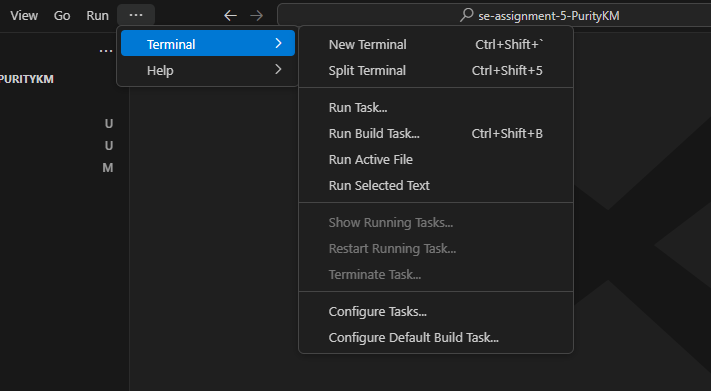 View Go Run ··· se-assignment-5-PurityKM
···
Terminal
Help
PURITYKM
U
U
M
New Terminal Ctrl+Shift+`
Split Terminal Ctrl+Shift+5
Run Task...
Run Build Task... Ctrl+Shift+B
Run Active File
Run Selected Text
Show Running Tasks...
Restart Running Task...
Terminate Task...
Configure Tasks...
Configure Default Build Task...